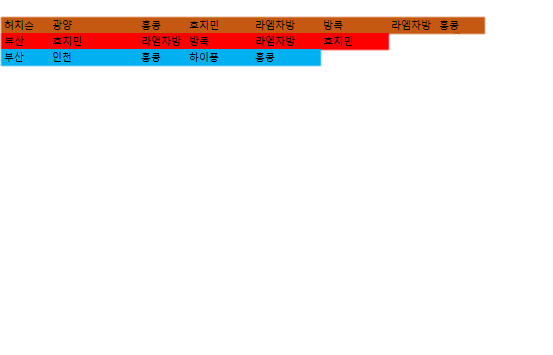 허치슨 광양 홍콩 호치민 라엠차방 방콕 라엠차방 홍콩
부산 호치민 라엠차방 방콕 라엠차방 호치민
부산 인천 홍콩 하이퐁 홍콩